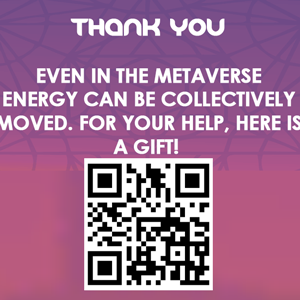 THANK YOU
EVEN IN THE METAVERSE
ENERGY CAN BE COLLECTIVELY
MOVED. FOR YOUR HELP, HERE IS
A GIFT!